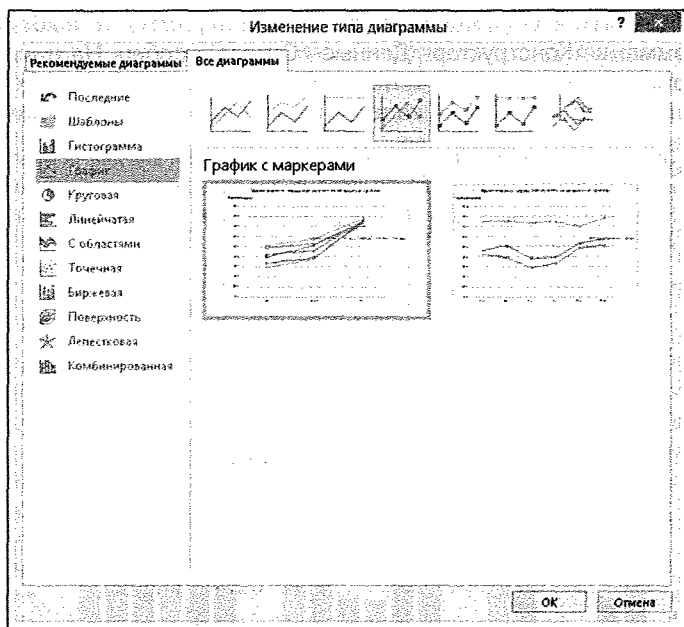 Изменение типа диаграммы
?
Рекомендуемые диаграммы
Все диаграммы
Последние
Шаблоны
Гистограмма
График
Круговая
Линейчатая
С областями
Точечная
Биржевая
Поверхность
Лепестковая
Комбинированная
График с маркерами
OK
Отмена